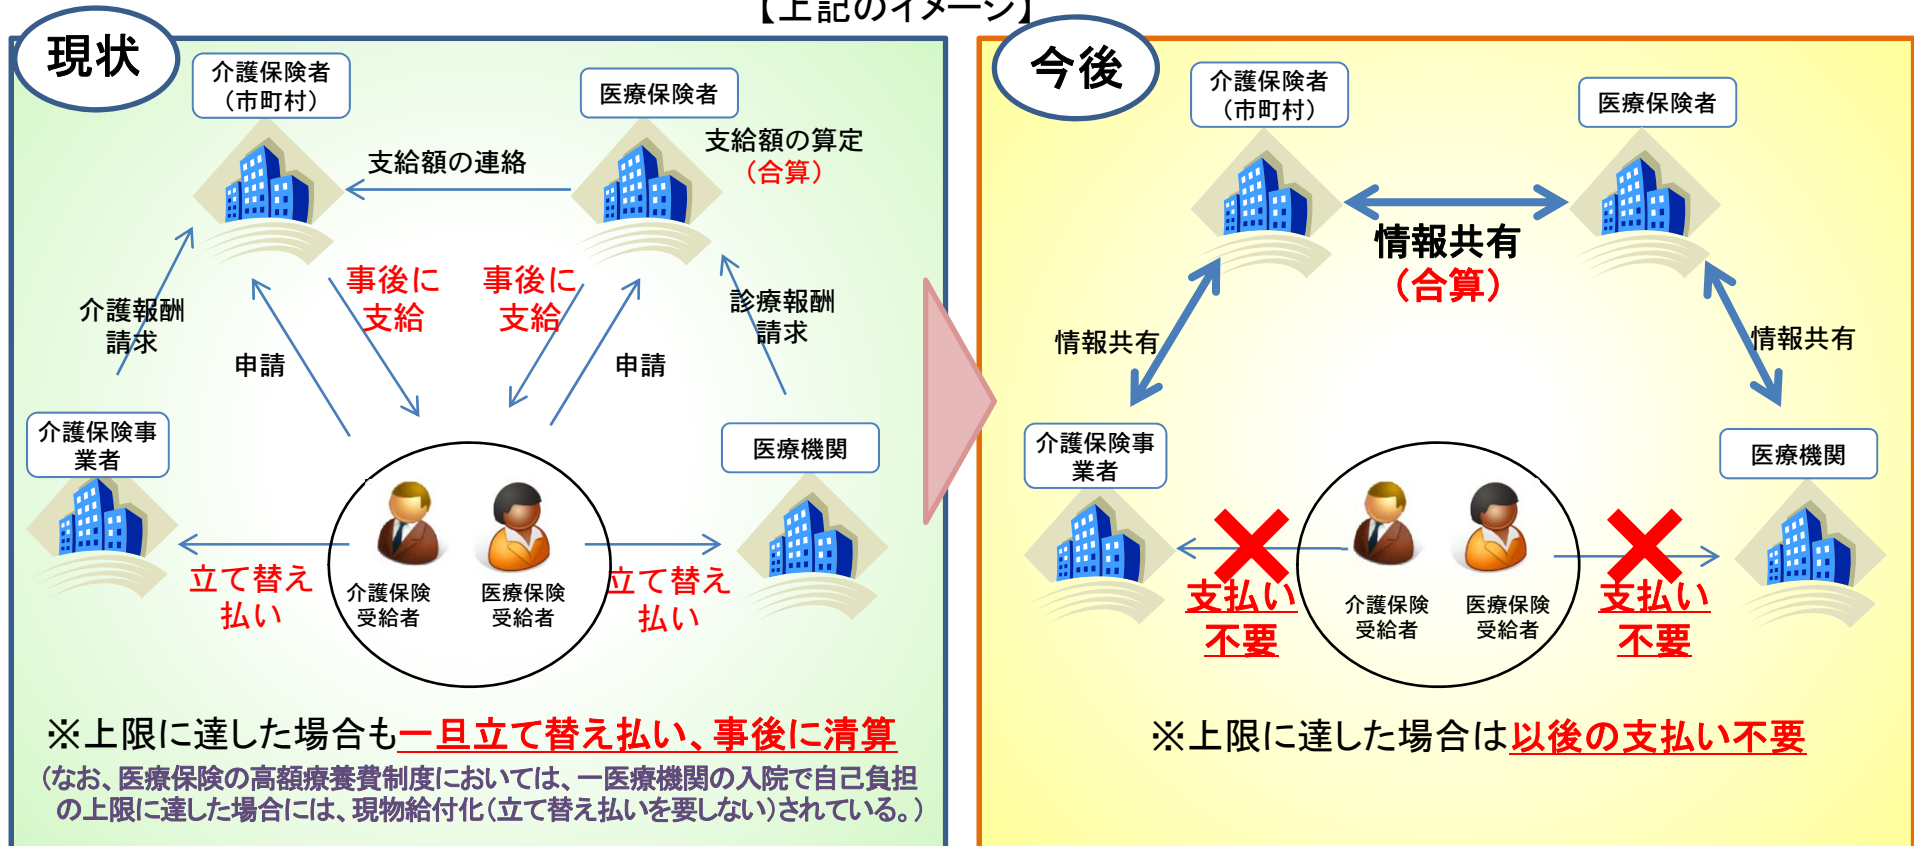 【上記のイメージ】
現状
介護保険者
（市町村）
医療保険者
支給額の算定
（合算）
支給額の連絡
事後に
支給
事後に
支給
介護報酬
請求
申請
申請
診療報酬
請求
介護保険事
業者
医療機関
立て替え
払い
介護保険
受給者
医療保険
受給者
立て替え
払い
※上限に達した場合も一旦立て替え払い、事後に清算
（なお、医療保険の高額療養費制度においては、一医療機関の入院で自己負担
の上限に達した場合には、現物給付化（立て替え払いを要しない）されている。）
今後
介護保険者
（市町村）
医療保険者
情報共有
（合算）
情報共有
情報共有
介護保険事
業者
医療機関
支払い
不要
介護保険
受給者
医療保険
受給者
支払い
不要
※上限に達した場合は以後の支払い不要